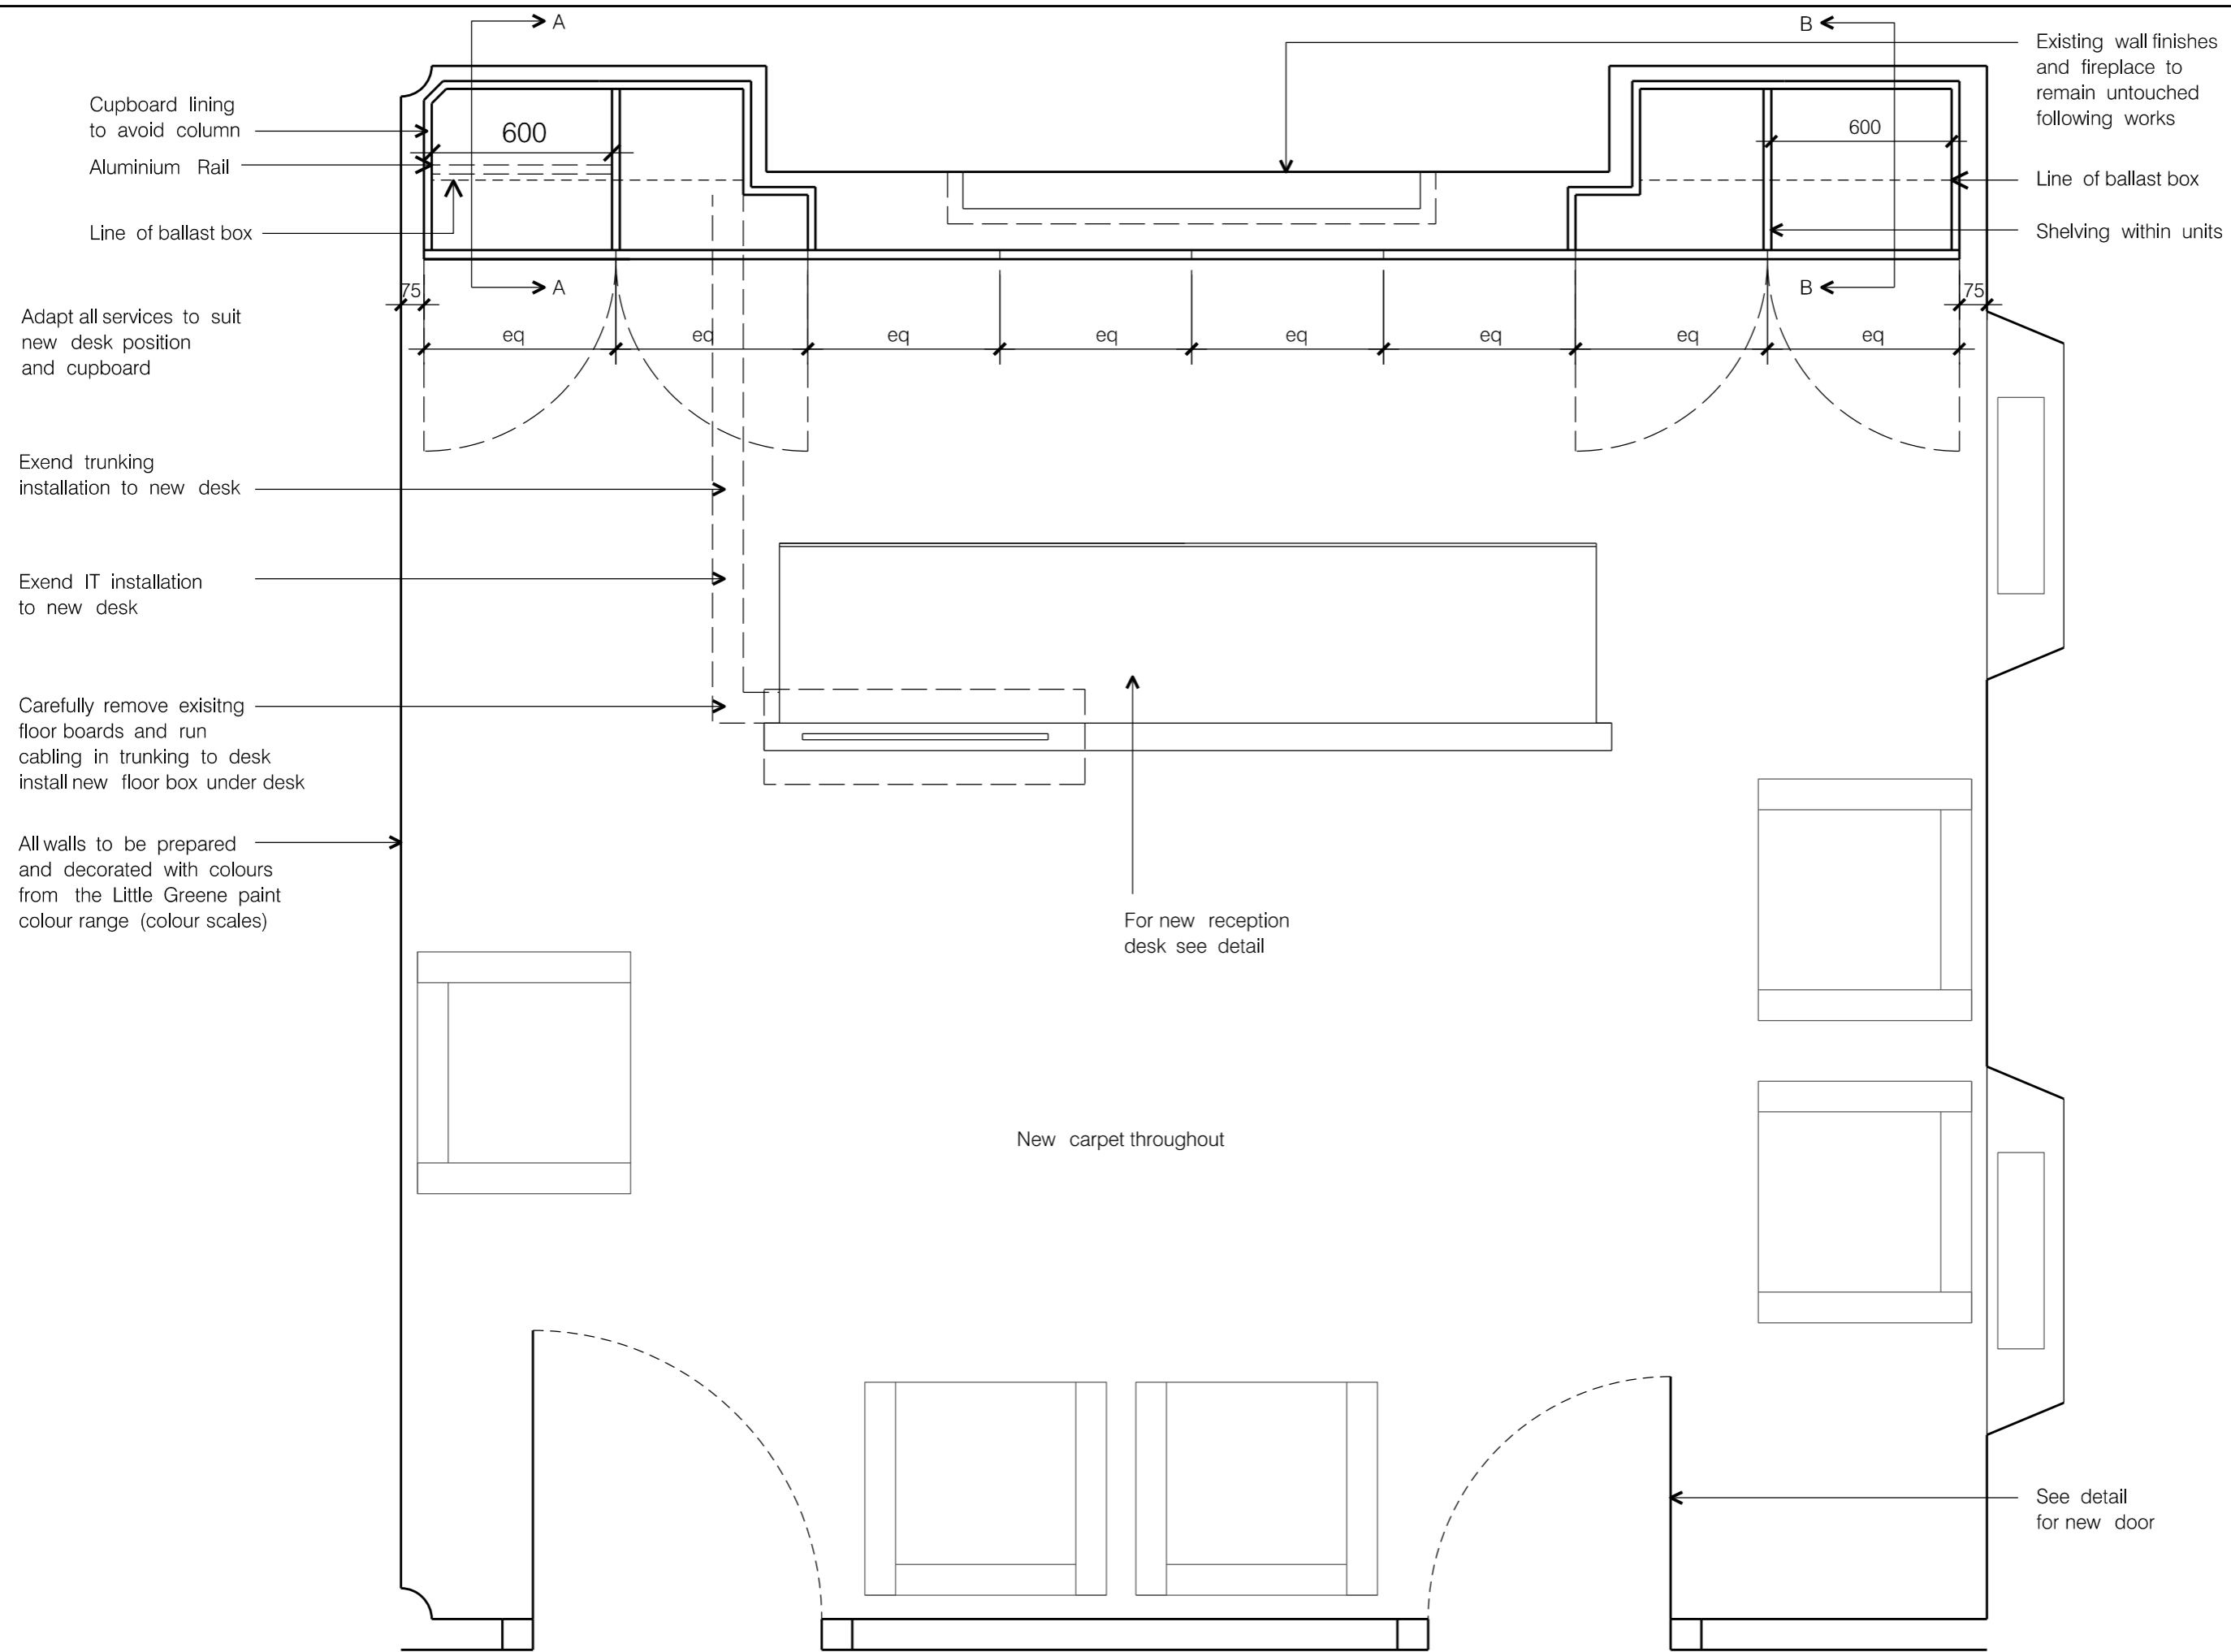 A
B
Existing wall finishes
and fireplace to
remain untouched
following works
Cupboard lining
to avoid column
600
600
Aluminium Rail
Line of ballast box
Line of ballast box
Shelving within units
A
B
75
75
Adapt all services to suit
new desk position
and cupboard
eq
eq
eq
eq
eq
eq
eq
eq
Exend trunking
installation to new desk
Exend IT installation
to new desk
Carefully remove exisitng
floor boards and run
cabling in trunking to desk
install new floor box under desk
All walls to be prepared
and decorated with colours
from the Little Greene paint
colour range (colour scales)
For new reception
desk see detail
New carpet throughout
See detail
for new door